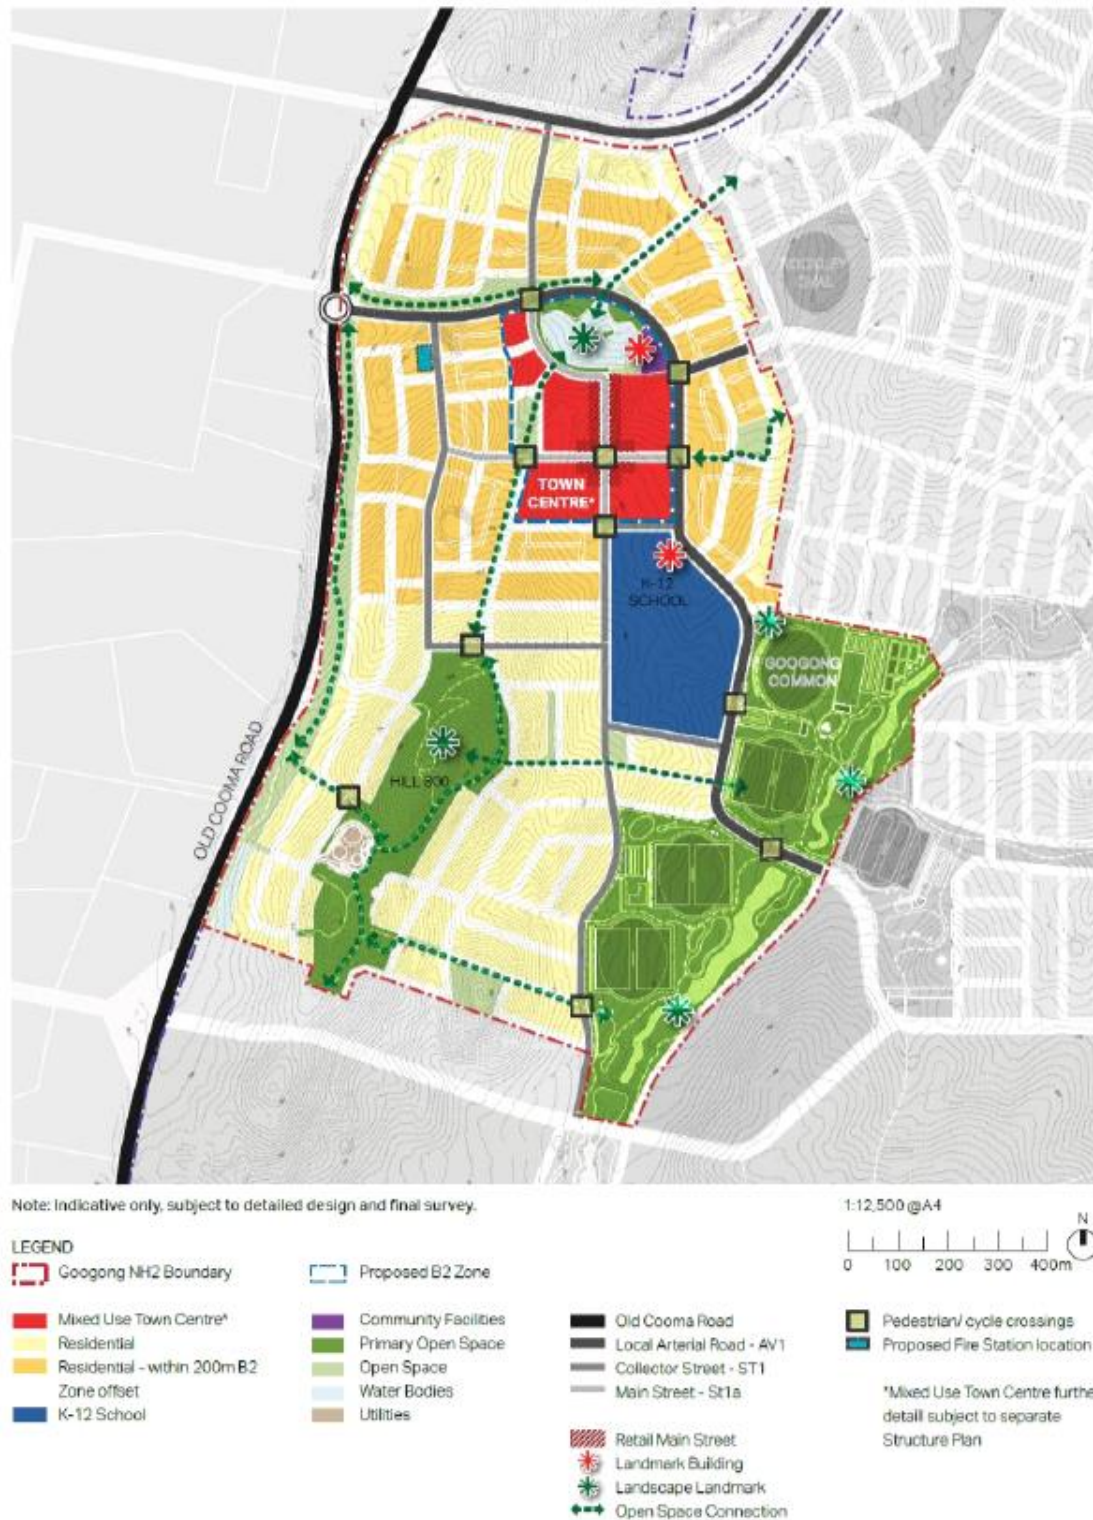 TOWN
CENTRE*
K-12
SCHOOL
GOOGONG
COMMON
HILL 800
OLD COOMA ROAD
Note: Indicative only, subject to detailed design and final survey.
1:12,500 @A4
N
0 100 200 300 400m
LEGEND
Googong NH2 Boundary
Proposed B2 Zone
Mixed Use Town Centre*
Residential
Residential - within 200m B2
Zone offset
K-12 School
Community Facilities
Primary Open Space
Open Space
Water Bodies
Utilities
Old Cooma Road
Local Arterial Road - AV1
Collector Street - ST1
Main Street - St1a
Retail Main Street
Landmark Building
Landscape Landmark
Open Space Connection
Pedestrian/ cycle crossings
Proposed Fire Station location
*Mixed Use Town Centre furthe
detail subject to separate
Structure Plan